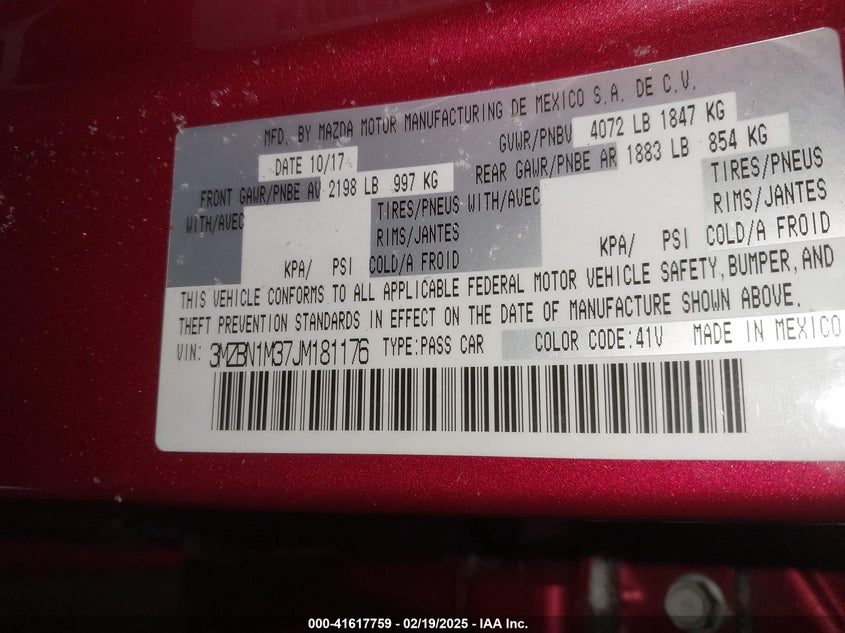 MFD. BY MAZDA MOTOR MANUFACTURING DE MEXICO S.A. DE C.V.
DATE 10/17 GVWR/PNBV 4072 LB 1847 KG
FRONT GAWR/PNBE AV 2198 LB 997 KG REAR GAWR/PNBE AR 1883 LB 854 KG
WITH/AVEC TIRES/PNEUS WITH/AVEC TIRES/PNEUS
RIMS/JANTES RIMS/JANTES
KPA/ PSI COLD/A FROID KPA/ PSI COLD/A FROID
THIS VEHICLE CONFORMS TO ALL APPLICABLE FEDERAL MOTOR VEHICLE SAFETY, BUMPER, AND
THEFT PREVENTION STANDARDS IN EFFECT ON THE DATE OF MANUFACTURE SHOWN ABOVE.
VIN: 3MZBN1M37JM181176 TYPE:PASS CAR COLOR CODE:41V MADE IN MEXICO
000-41617759 - 02/19/2025 - IAA Inc.